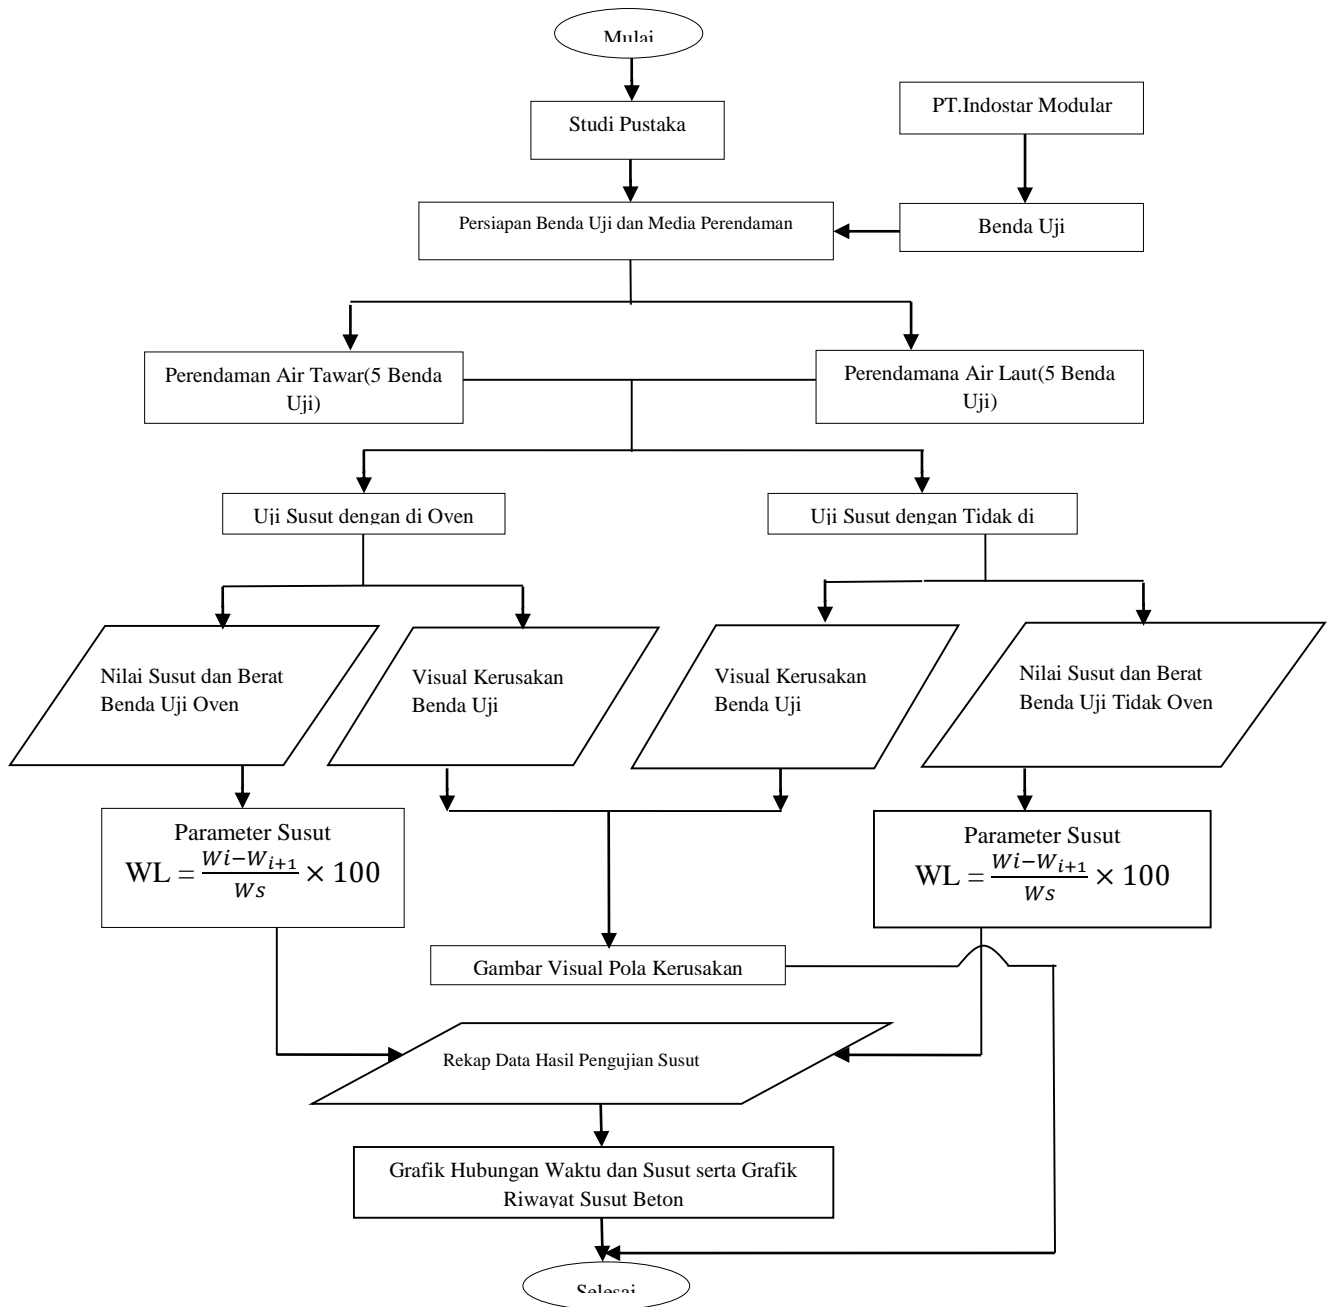 Mulai
Studi Pustaka
PT.Indostar Modular
Persiapan Benda Uji dan Media Perendaman
Benda Uji
Perendaman Air Tawar(5 Benda
Uji)
Perendamana Air Laut(5 Benda
Uji)
Uji Susut dengan di Oven
Uji Susut dengan Tidak di
Nilai Susut dan Berat
Benda Uji Oven
Visual Kerusakan
Benda Uji
Visual Kerusakan
Benda Uji
Nilai Susut dan Berat
Benda Uji Tidak Oven
Parameter Susut
WL = \frac{Wi-W_{i+1}}{Ws} × 100
Parameter Susut
WL = \frac{Wi-W_{i+1}}{Ws} × 100
Gambar Visual Pola Kerusakan
Rekap Data Hasil Pengujian Susut
Grafik Hubungan Waktu dan Susut serta Grafik
Riwayat Susut Beton
Selesai